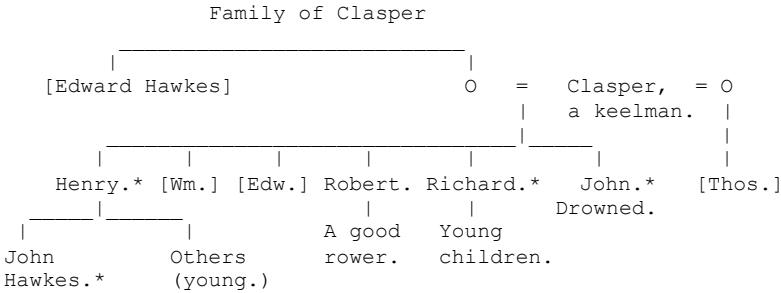 Family of Clasper
[Edward Hawkes] O = Clasper, = O
a keelman.
Henry.* [Wm.] [Edw.] Robert. Richard.* John.* [Thos.]
Drowned.
A good Young
John Others rower. children.
Hawkes.* (young.)